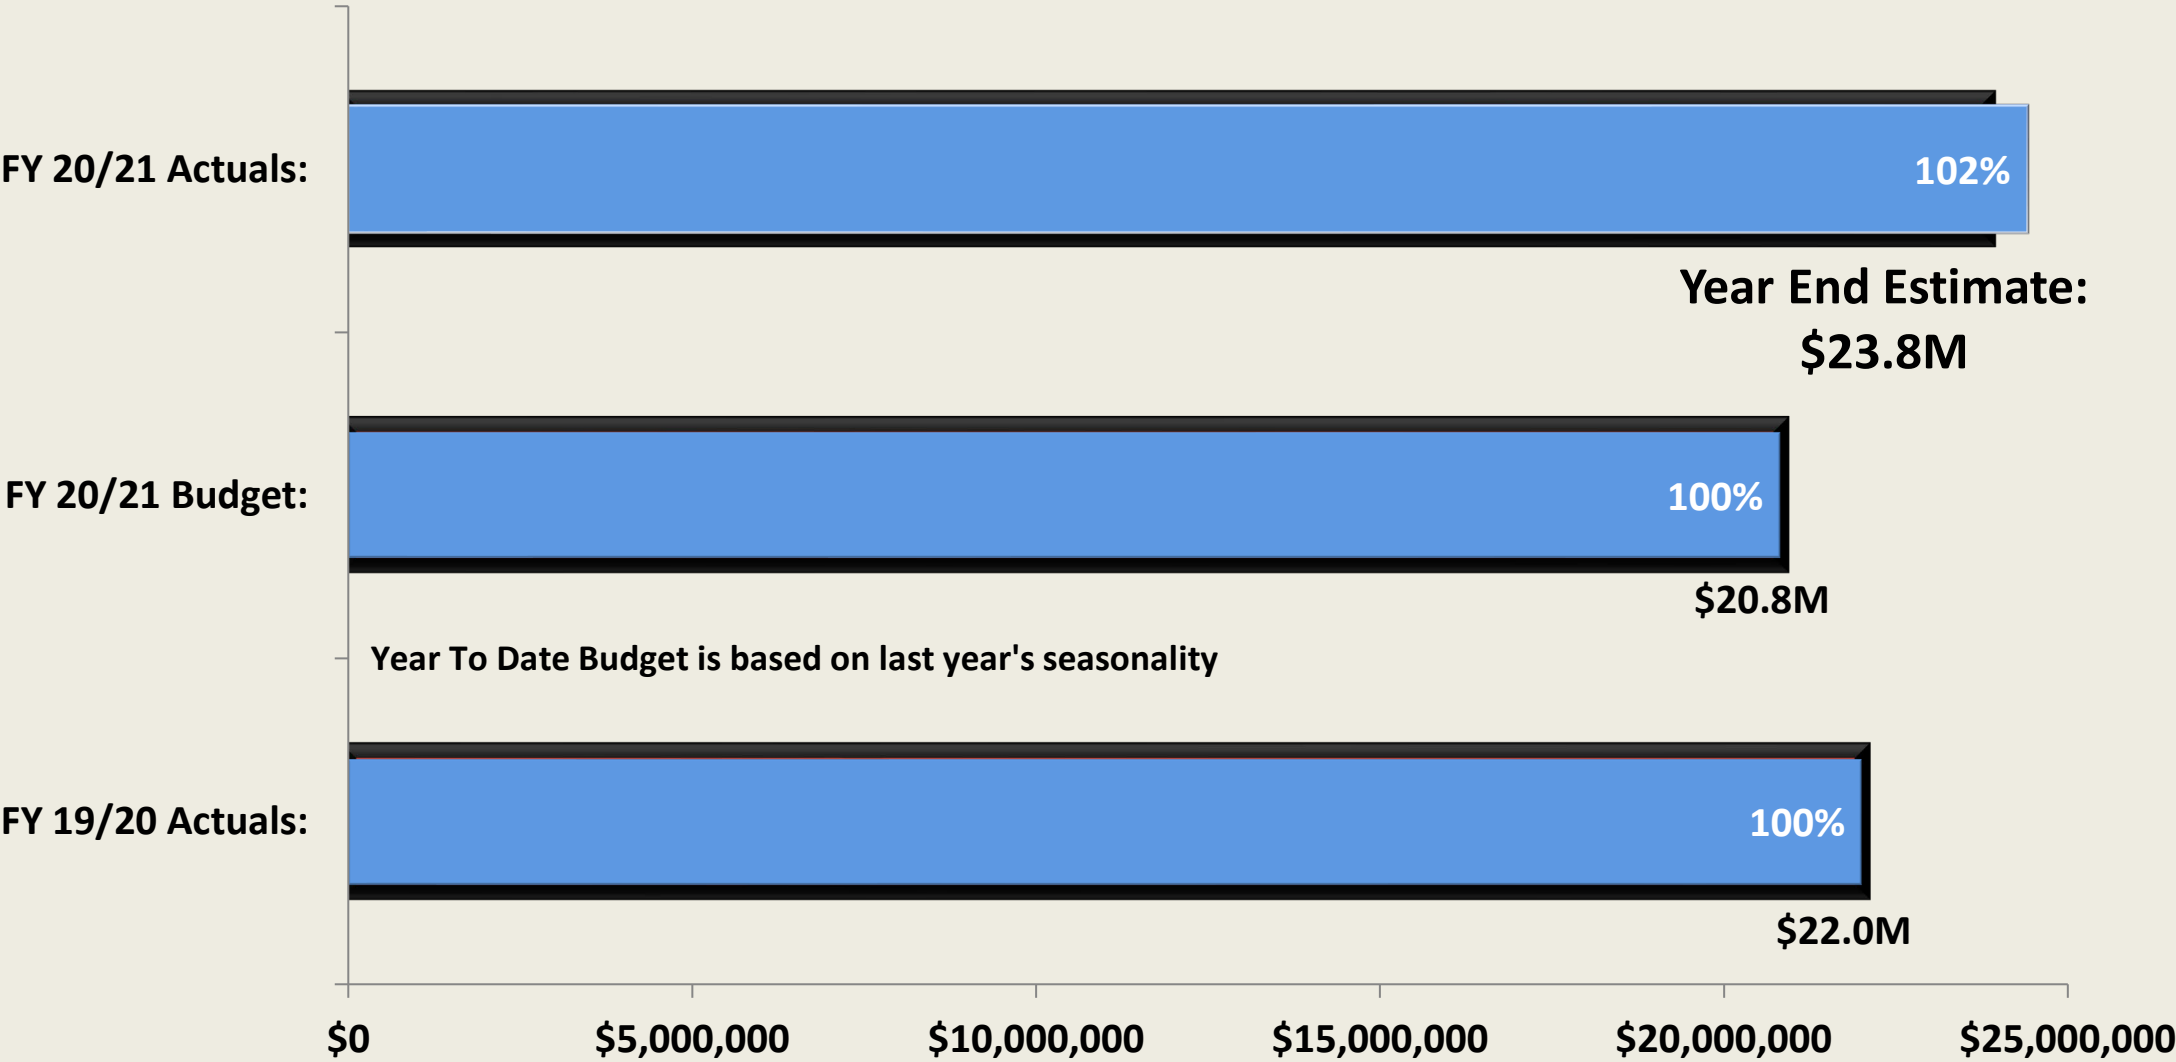 FY 20/21 Actuals:
102%
Year End Estimate:
$23.8M
FY 20/21 Budget:
100%
$20.8M
Year To Date Budget is based on last year's seasonality
FY 19/20 Actuals:
100%
$22.0M
$0
$5,000,000
$10,000,000
$15,000,000
$20,000,000
$25,000,000